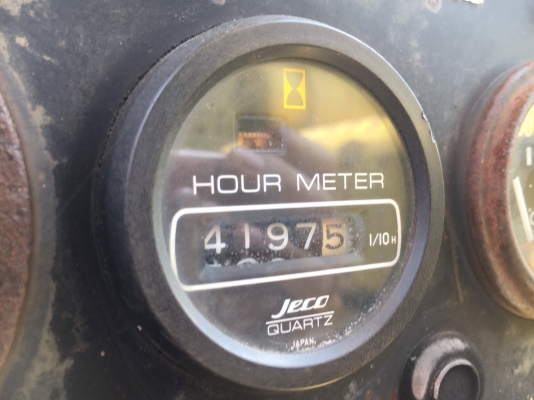 HOUR METER
41975 1/10H
Jeco
QUARTZ
JAPAN